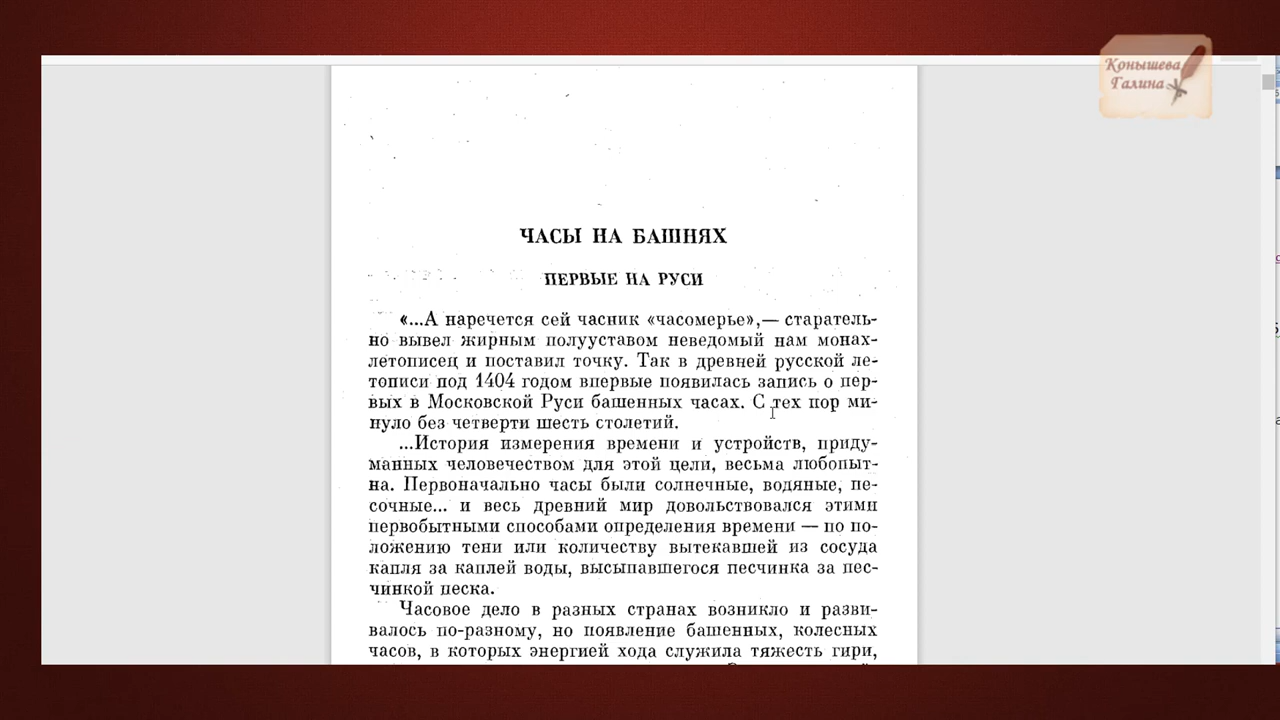 Конышева
Галина
ЧАСЫ НА БАШНЯХ
ПЕРВЫЕ НА РУСИ
«...А наречется сей часник «часомерье»,— старатель-
но вывел жирным полууставом неведомый нам монах-
летописец и поставил точку. Так в древней русской ле-
тописи под 1404 годом впервые появилась запись о пер-
вых в Московской Руси башенных часах. С тех пор ми-
нуло без четверти шесть столетий.
...История измерения времени и устройств, приду-
манных человечеством для этой цели, весьма любопыт-
на. Первоначально часы были солнечные, водяные, пе-
сочные... и весь древний мир довольствовался этими
первобытными способами определения времени — по по-
ложению тени или количеству вытекавшей из сосуда
капля за каплей воды, высыпавшегося песчинка за пес-
чинкой песка.
Часовое дело в разных странах возникло и разви-
валось по-разному, но появление башенных, колесных
часов, в которых энергией хода служила тяжесть гири,